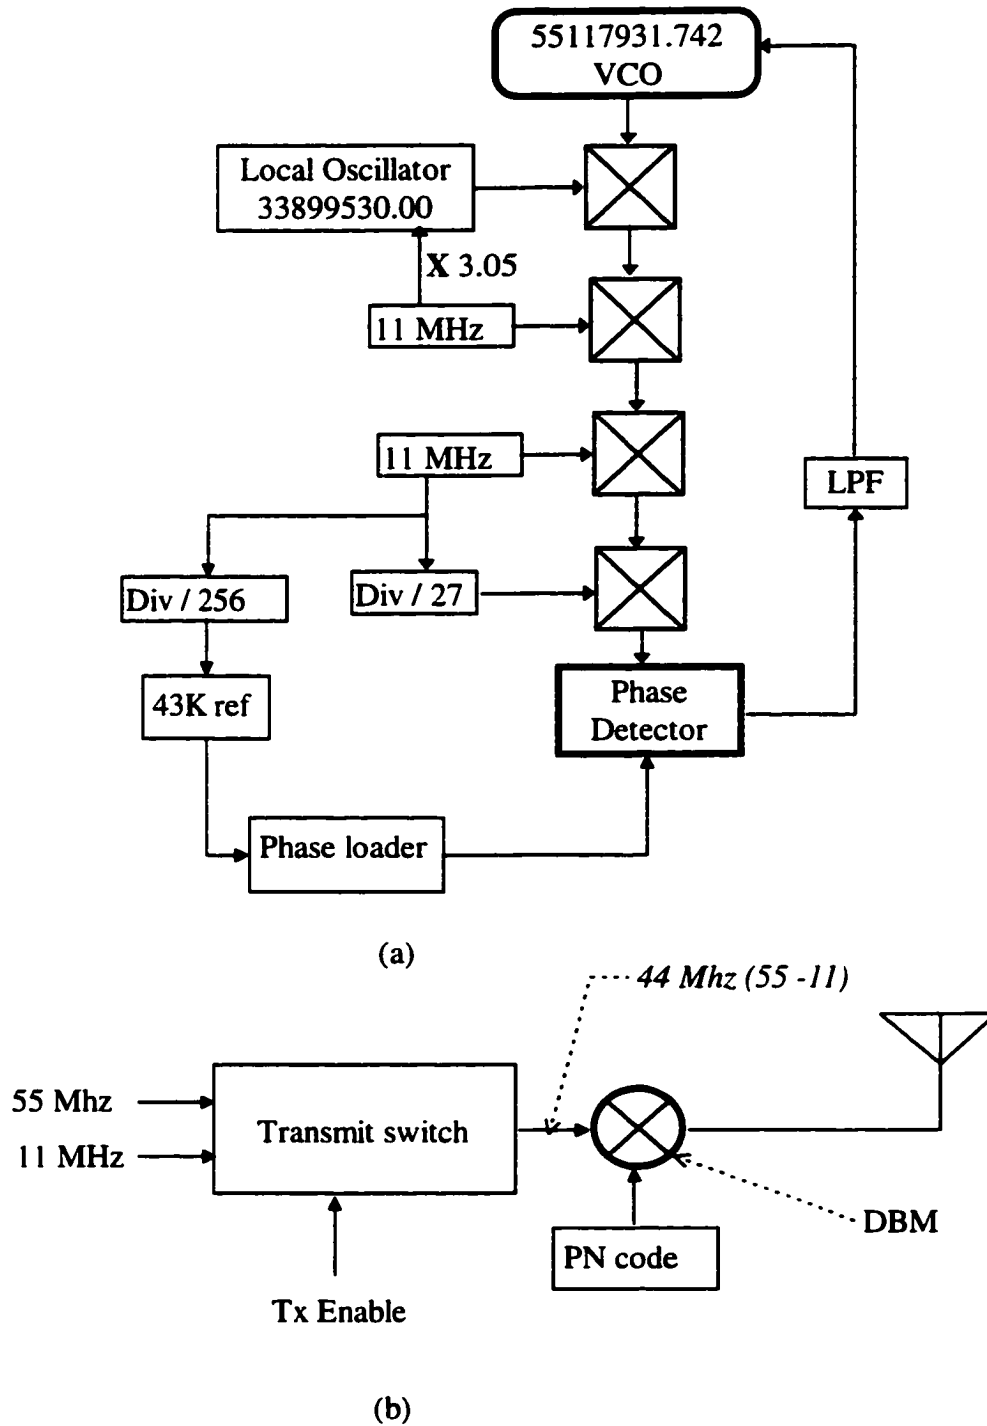 55117931.742
VCO
Local Oscillator
33899530.00
X 3.05
11 MHz
11 MHz
LPF
Div / 256
Div / 27
43K ref
Phase
Detector
Phase loader
(a)
44 Mhz (55 -11)
55 Mhz
11 MHz
Transmit switch
DBM
PN code
Tx Enable
(b)